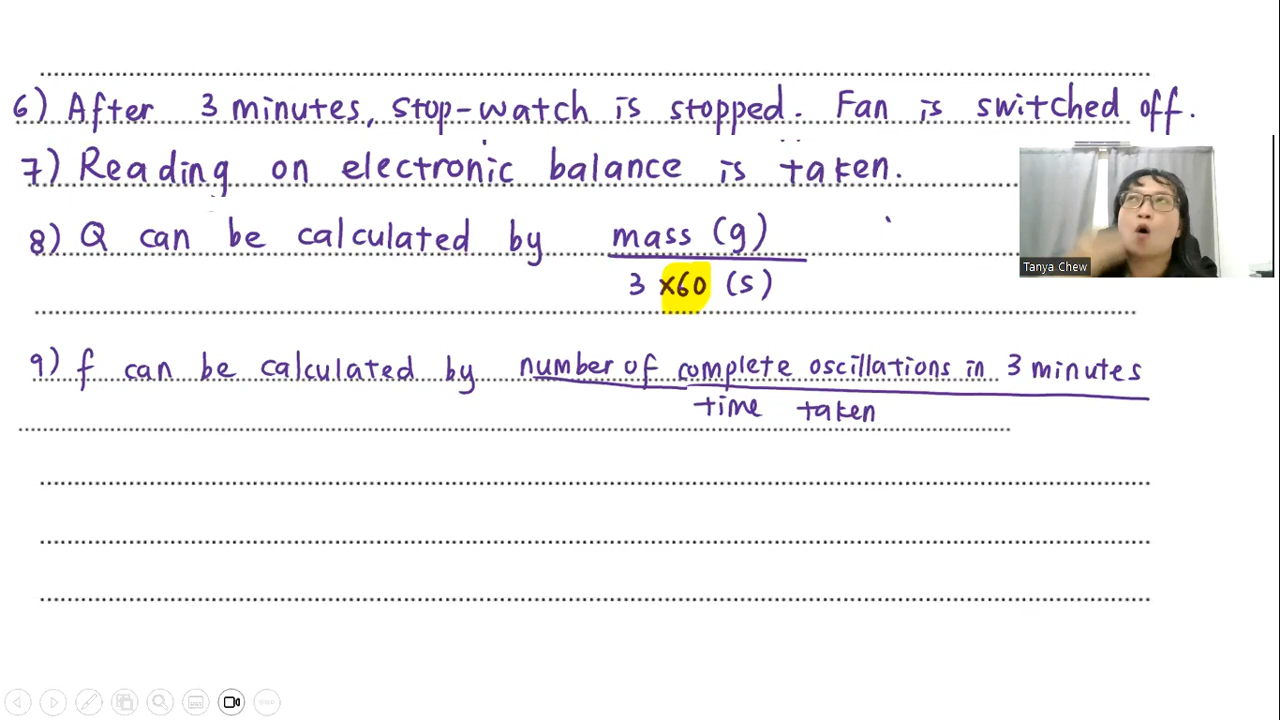 6) After 3 minutes, stop-watch is stopped. Fan is switched off.
7) Reading on electronic balance is taken.
8) Q can be calculated by mass (g)
3 x60 (s)
Tanya Chew
9) f can be calculated by number of complete oscillations in 3 minutes
time taken